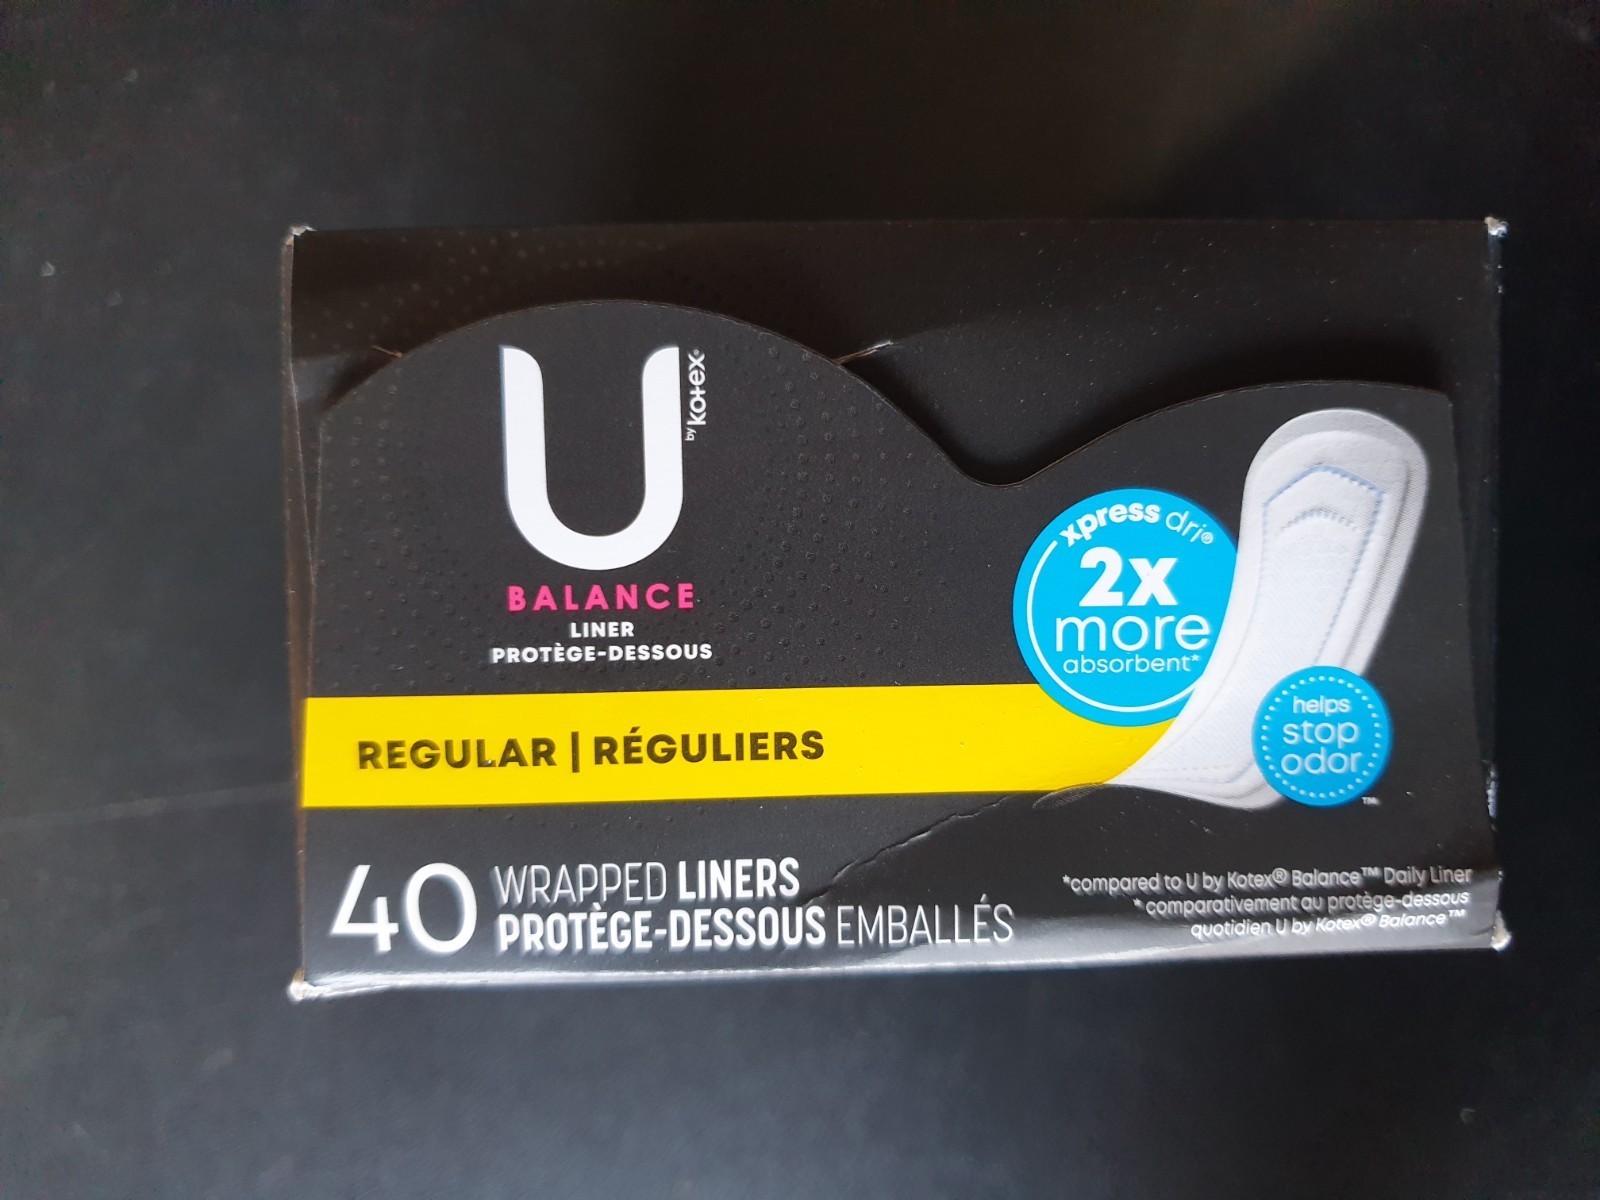 U
by kotex®
BALANCE
LINER
PROTÈGE-DESSOUS
xpress dri®
2x
more
absorbent*
helps
stop
odor
™
REGULAR | RÉGULIERS
40
WRAPPED LINERS
PROTÈGE-DESSOUS EMBALLÉS
*compared to U by Kotex® Balance™ Daily Liner
* comparativement au protège-dessous
quotidien U by Kotex® Balance™